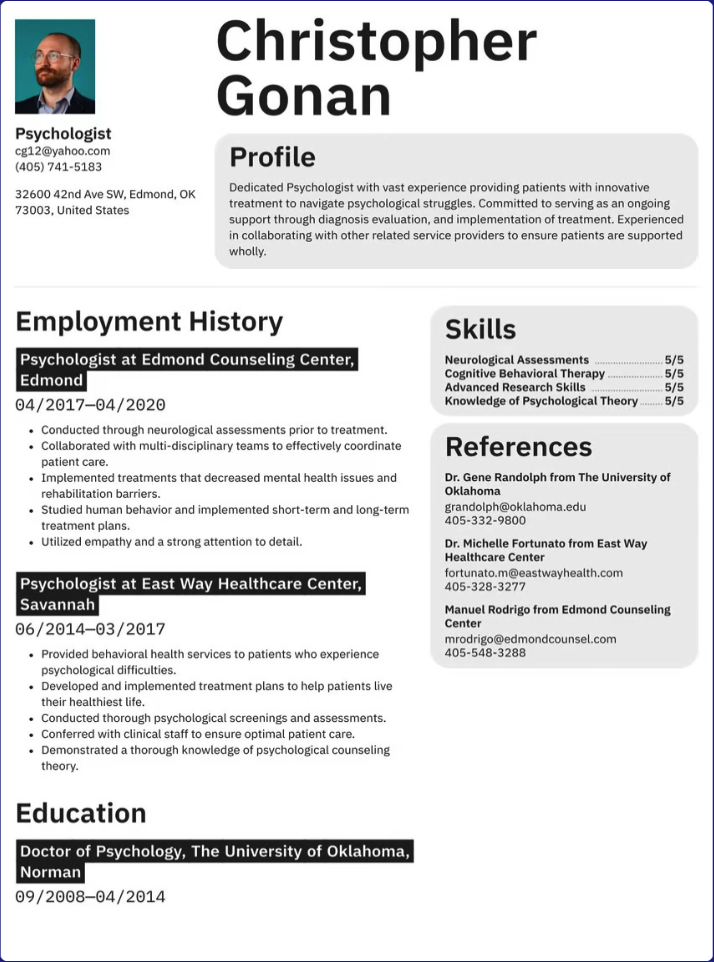 Christopher
Gonan
Psychologist
cg12@yahoo.com
(405) 741-5183
32600 42nd Ave SW, Edmond, OK
73003, United States
Profile
Dedicated Psychologist with vast experience providing patients with innovative
treatment to navigate psychological struggles. Committed to serving as an ongoing
support through diagnosis evaluation, and implementation of treatment. Experienced
in collaborating with other related service providers to ensure patients are supported
wholly.
Employment History
Psychologist at Edmond Counseling Center,
Edmond
04/2017—04/2020
• Conducted through neurological assessments prior to treatment.
• Collaborated with multi-disciplinary teams to effectively coordinate
patient care.
• Implemented treatments that decreased mental health issues and
rehabilitation barriers.
• Studied human behavior and implemented short-term and long-term
treatment plans.
• Utilized empathy and a strong attention to detail.
Psychologist at East Way Healthcare Center,
Savannah
06/2014—03/2017
• Provided behavioral health services to patients who experience
psychological difficulties.
• Developed and implemented treatment plans to help patients live
their healthiest life.
• Conducted thorough psychological screenings and assessments.
• Conferred with clinical staff to ensure optimal patient care.
• Demonstrated a thorough knowledge of psychological counseling
theory.
Education
Doctor of Psychology, The University of Oklahoma,
Norman
09/2008—04/2014
Skills
Neurological Assessments 5/5
Cognitive Behavioral Therapy 5/5
Advanced Research Skills 5/5
Knowledge of Psychological Theory 5/5
References
Dr. Gene Randolph from The University of
Oklahoma
grandolph@oklahoma.edu
405-332-9800
Dr. Michelle Fortunato from East Way
Healthcare Center
fortunato.m@eastwayhealth.com
405-328-3277
Manuel Rodrigo from Edmond Counseling
Center
mrodrigo@edmondcounsel.com
405-548-3288